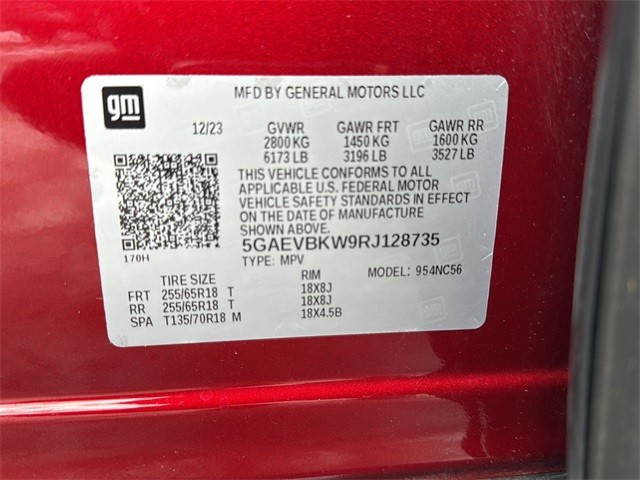 gm
MFD BY GENERAL MOTORS LLC
12/23 GVWR GAWR FRT GAWR RR
2800 KG 1450 KG 1600 KG
6173 LB 3196 LB 3527 LB
THIS VEHICLE CONFORMS TO ALL
APPLICABLE U.S. FEDERAL MOTOR
VEHICLE SAFETY STANDARDS IN EFFECT
ON THE DATE OF MANUFACTURE
SHOWN ABOVE.
170H 5GAEVBKW9RJ128735
TYPE: MPV MODEL: 954NC56
TIRE SIZE RIM
FRT 255/65R18 T 18X8J
RR 255/65R18 T 18X8J
SPA T135/70R18 M 18X4.5B